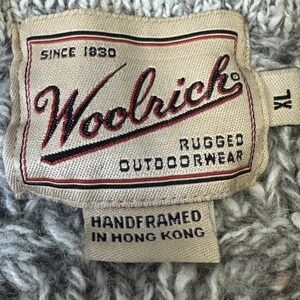 SINCE 1830
Woolrich®
RUGGED
OUTDOORWEAR
XL
HANDFRAMED
IN HONG KONG